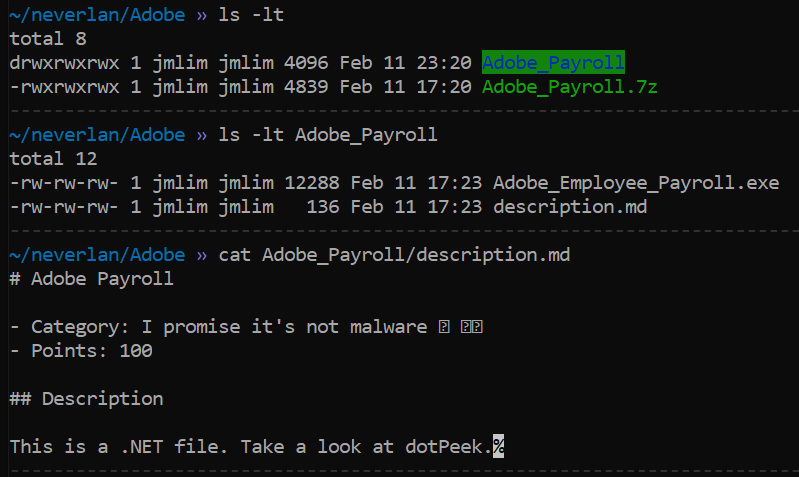 ~/neverlan/Adobe » ls -lt
total 8
drwxrwxrwx 1 jmlim jmlim 4096 Feb 11 23:20 Adobe_Payroll
-rwxrwxrwx 1 jmlim jmlim 4839 Feb 11 17:20 Adobe_Payroll.7z
~/neverlan/Adobe » ls -lt Adobe_Payroll
total 12
-rw-rw-rw- 1 jmlim jmlim 12288 Feb 11 17:23 Adobe_Employee_Payroll.exe
-rw-rw-rw- 1 jmlim jmlim   136 Feb 11 17:23 description.md
~/neverlan/Adobe » cat Adobe_Payroll/description.md
# Adobe Payroll
- Category: I promise it's not malware
- Points: 100
## Description
This is a .NET file. Take a look at dotPeek.%